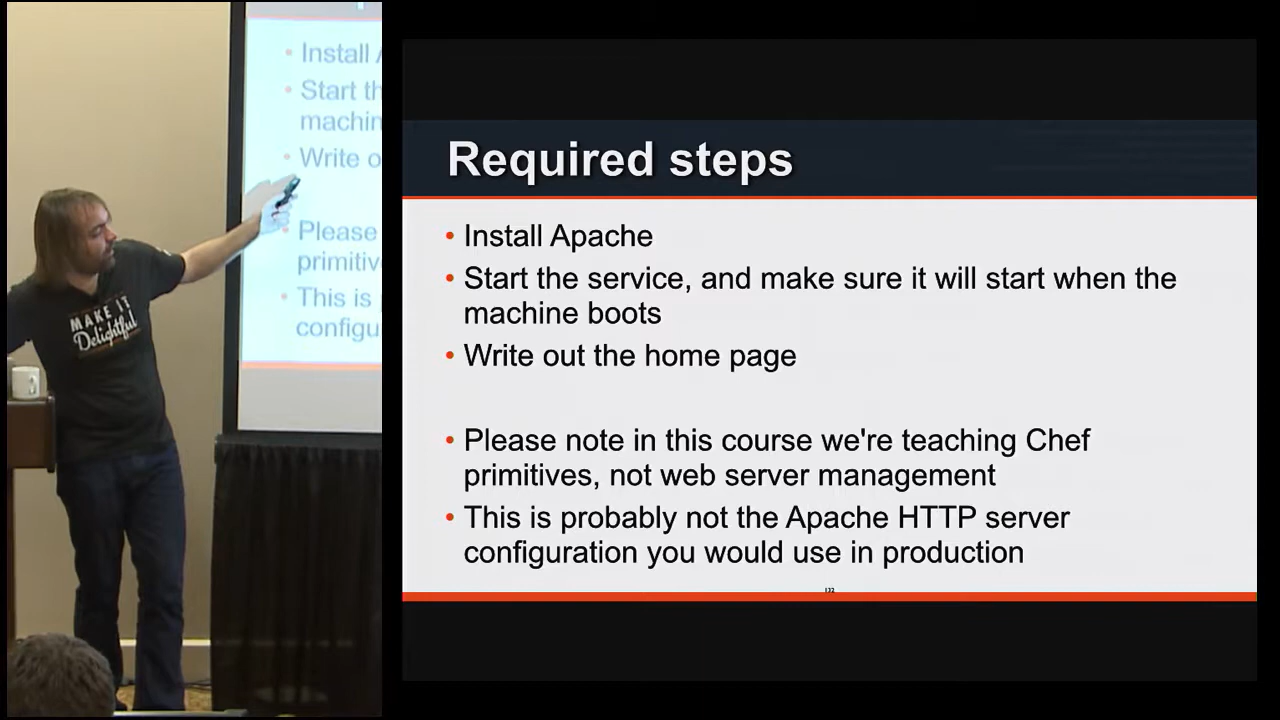 Install
Start th
machin
Write o
Please
primitiv
This is
configu
MAKE IT
Delightful
Required steps
• Install Apache
• Start the service, and make sure it will start when the
machine boots
• Write out the home page
• Please note in this course we're teaching Chef
primitives, not web server management
• This is probably not the Apache HTTP server
configuration you would use in production
132